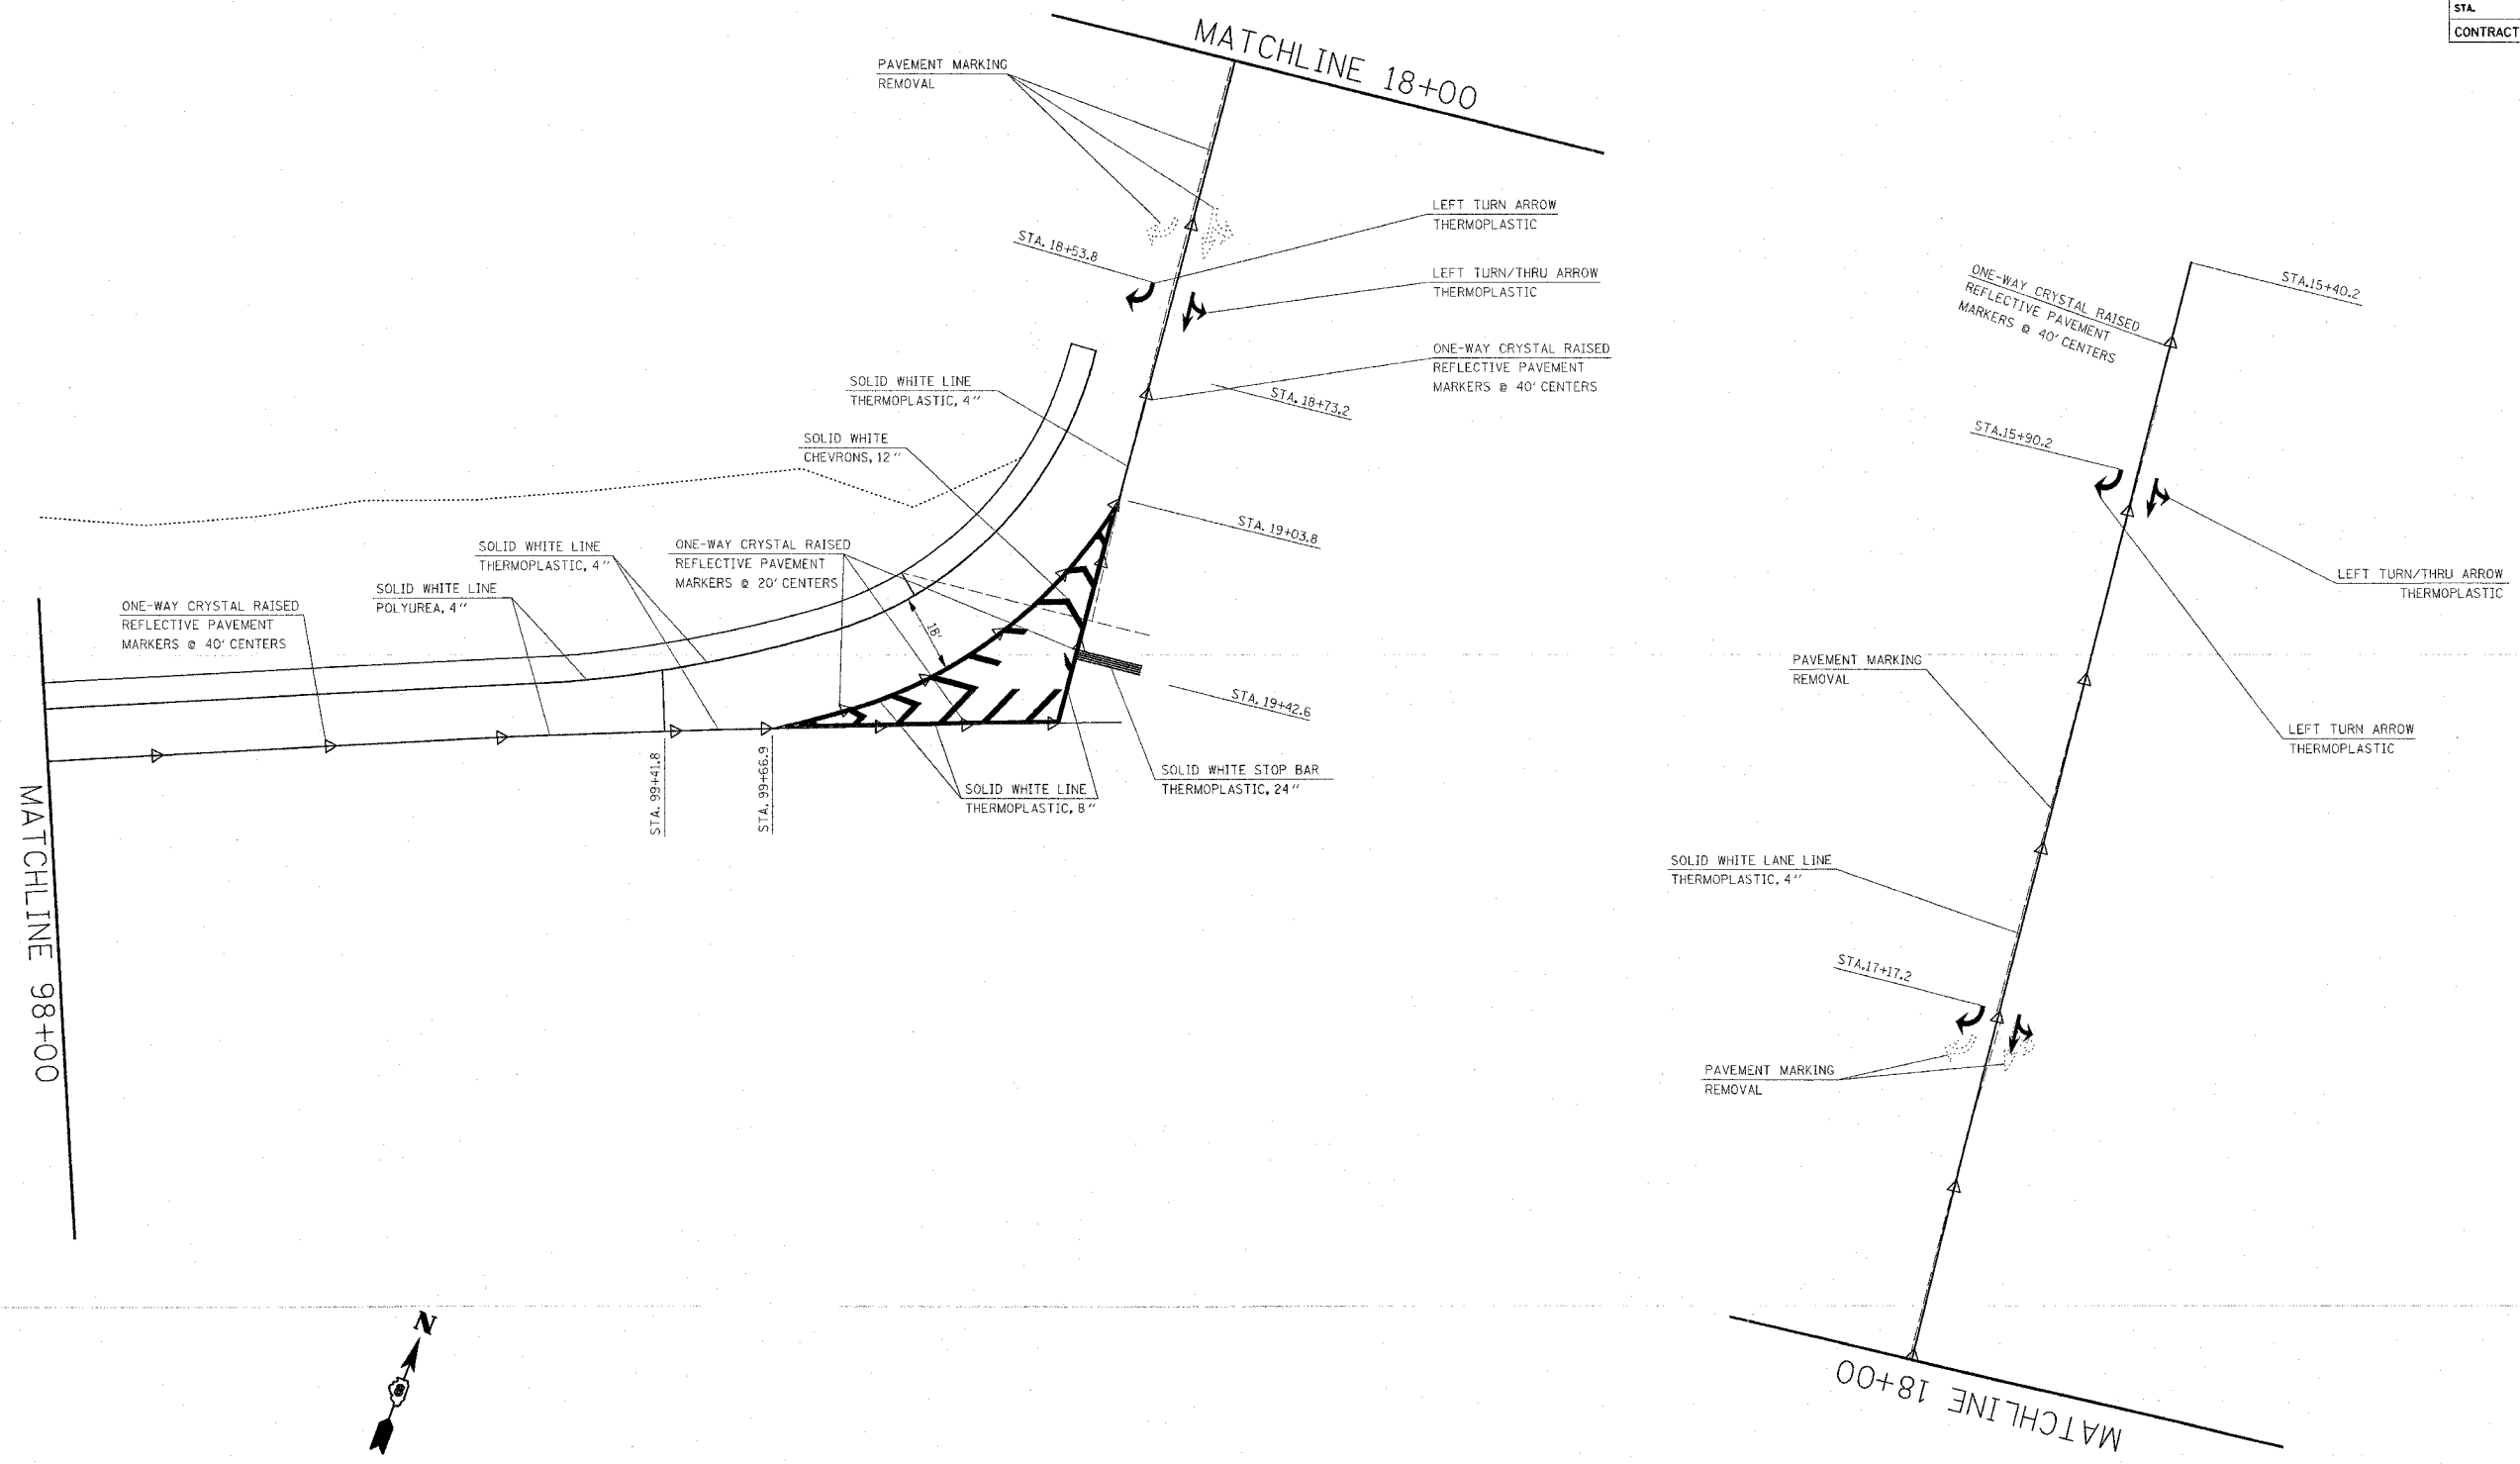 STA.
CONTRACT
MATCHLINE 18+00
PAVEMENT MARKING
REMOVAL
LEFT TURN ARROW
THERMOPLASTIC
STA. 18+53.8
LEFT TURN/THRU ARROW
THERMOPLASTIC
ONE-WAY CRYSTAL RAISED
REFLECTIVE PAVEMENT
MARKERS @ 40' CENTERS
STA. 18+73.2
SOLID WHITE LINE
THERMOPLASTIC, 4"
SOLID WHITE
CHEVRONS, 12"
STA. 19+03.8
SOLID WHITE LINE
THERMOPLASTIC, 4"
ONE-WAY CRYSTAL RAISED
REFLECTIVE PAVEMENT
MARKERS @ 20' CENTERS
SOLID WHITE LINE
POLYUREA, 4"
ONE-WAY CRYSTAL RAISED
REFLECTIVE PAVEMENT
MARKERS @ 40' CENTERS
18'
STA. 19+42.6
STA. 99+41.8
STA. 99+66.9
SOLID WHITE LINE
THERMOPLASTIC, 8"
SOLID WHITE STOP BAR
THERMOPLASTIC, 24"
MATCHLINE 98+00
N
ONE-WAY CRYSTAL RAISED
REFLECTIVE PAVEMENT
MARKERS @ 40' CENTERS
STA.15+40.2
STA.15+90.2
LEFT TURN/THRU ARROW
THERMOPLASTIC
PAVEMENT MARKING
REMOVAL
LEFT TURN ARROW
THERMOPLASTIC
SOLID WHITE LANE LINE
THERMOPLASTIC, 4"
STA.17+17.2
PAVEMENT MARKING
REMOVAL
MATCHLINE 18+00